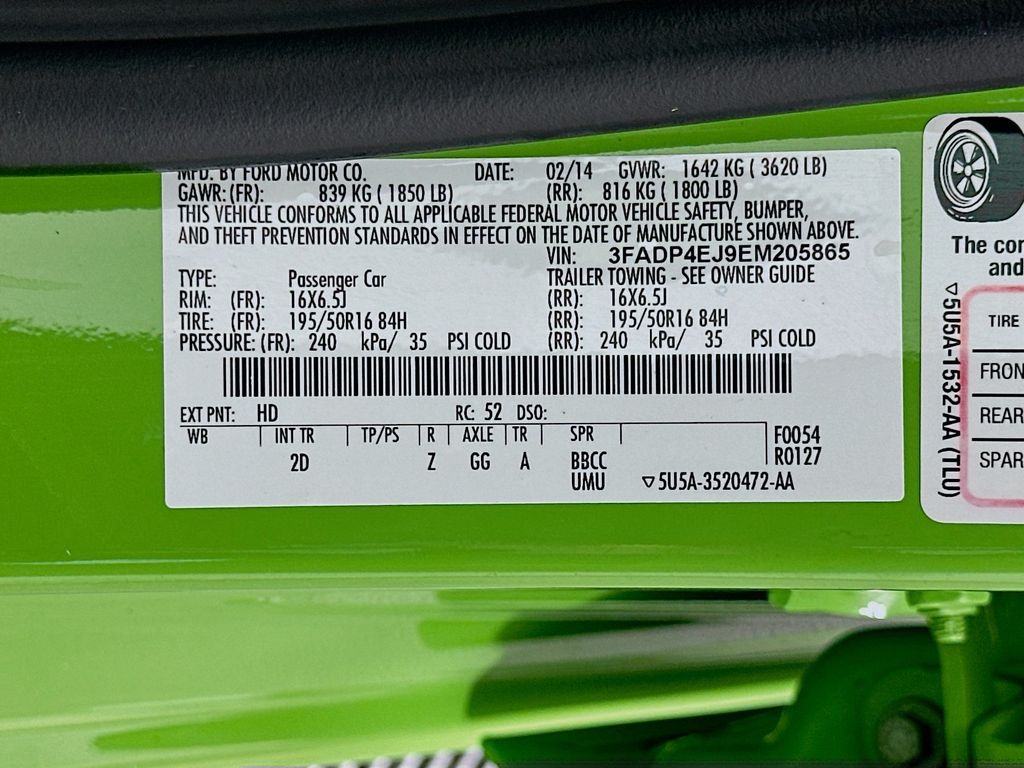 MFD. BY FORD MOTOR CO. DATE: 02/14 GVWR: 1642 KG ( 3620 LB)
GAWR: (FR): 839 KG ( 1850 LB) (RR): 816 KG ( 1800 LB)
THIS VEHICLE CONFORMS TO ALL APPLICABLE FEDERAL MOTOR VEHICLE SAFETY, BUMPER,
AND THEFT PREVENTION STANDARDS IN EFFECT ON THE DATE OF MANUFACTURE SHOWN ABOVE.
VIN: 3FADP4EJ9EM205865
TYPE: Passenger Car TRAILER TOWING - SEE OWNER GUIDE
RIM: (FR): 16X6.5J (RR): 16X6.5J
TIRE: (FR): 195/50R16 84H (RR): 195/50R16 84H
PRESSURE: (FR): 240 kPa/ 35 PSI COLD (RR): 240 kPa/ 35 PSI COLD
EXT PNT: HD RC: 52 DSO:
WB INT TR TP/PS R AXLE TR SPR F0054
2D Z GG A BBCC R0127
UMU ▽5U5A-3520472-AA
▽5U5A-1532-AA (TLU)
The con
and
TIRE
FRON
REAR
SPAR